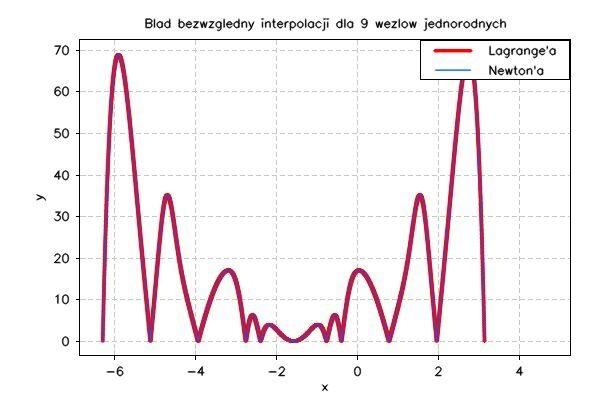 Blad bezwzgledny interpolacji dla 9 wezlow jednorodnych
Lagrange'a
Newton'a
70
60
50
40
30
20
10
0
y
−6 −4 −2 0 2 4
x